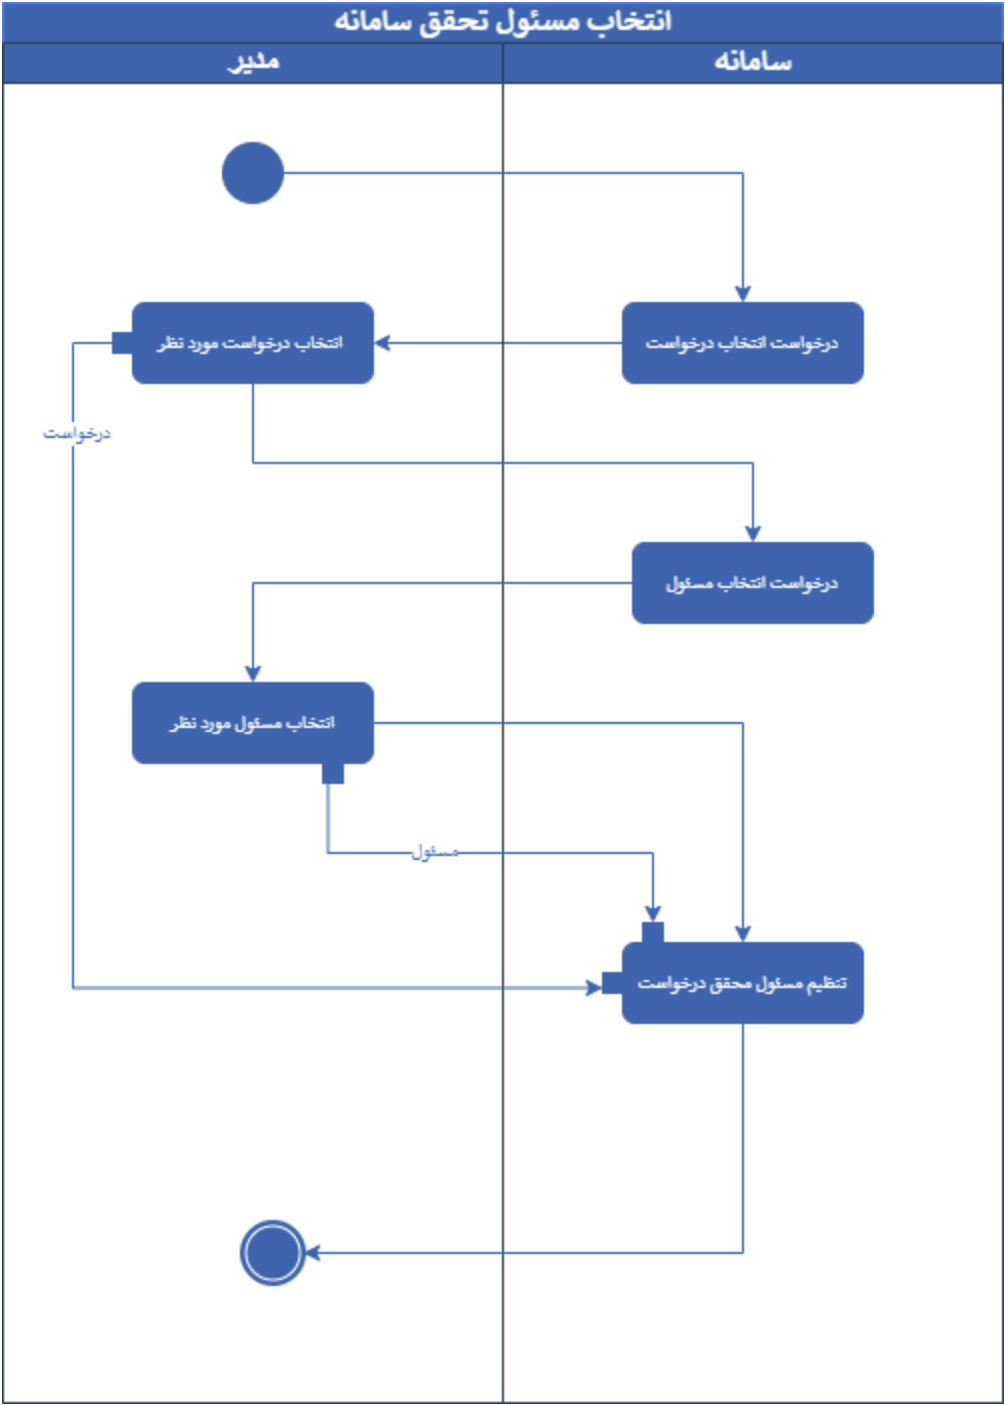 انتخاب مسئول تحقق سامانه
سامانه
مدیر
درخواست انتخاب درخواست
انتخاب درخواست مورد نظر
درخواست
درخواست انتخاب مسئول
انتخاب مسئول مورد نظر
مسئول
تنظیم مسئول محقق درخواست